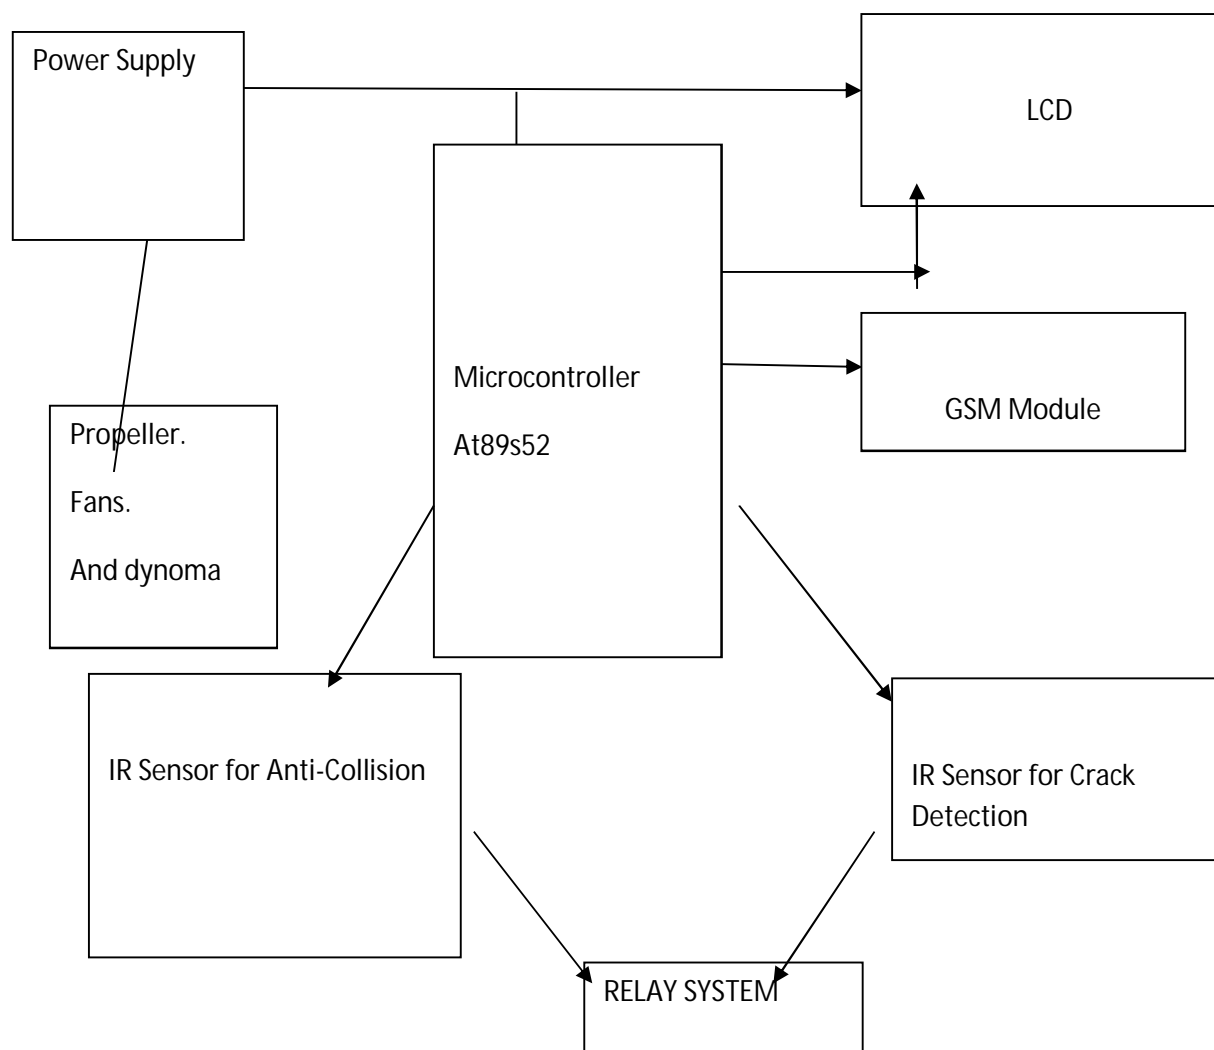 Power Supply
LCD
Microcontroller
At89s52
GSM Module
Propeller.
Fans.
And dynoma
IR Sensor for Anti-Collision
IR Sensor for Crack
Detection
RELAY SYSTEM